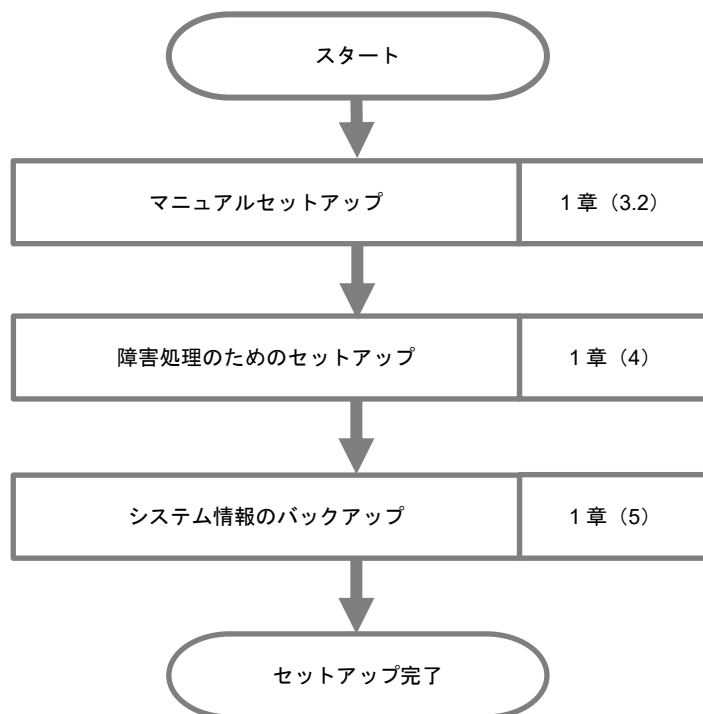 スタート
マニュアルセットアップ 1 章（3.2）
障害処理のためのセットアップ 1 章（4）
システム情報のバックアップ 1 章（5）
セットアップ完了